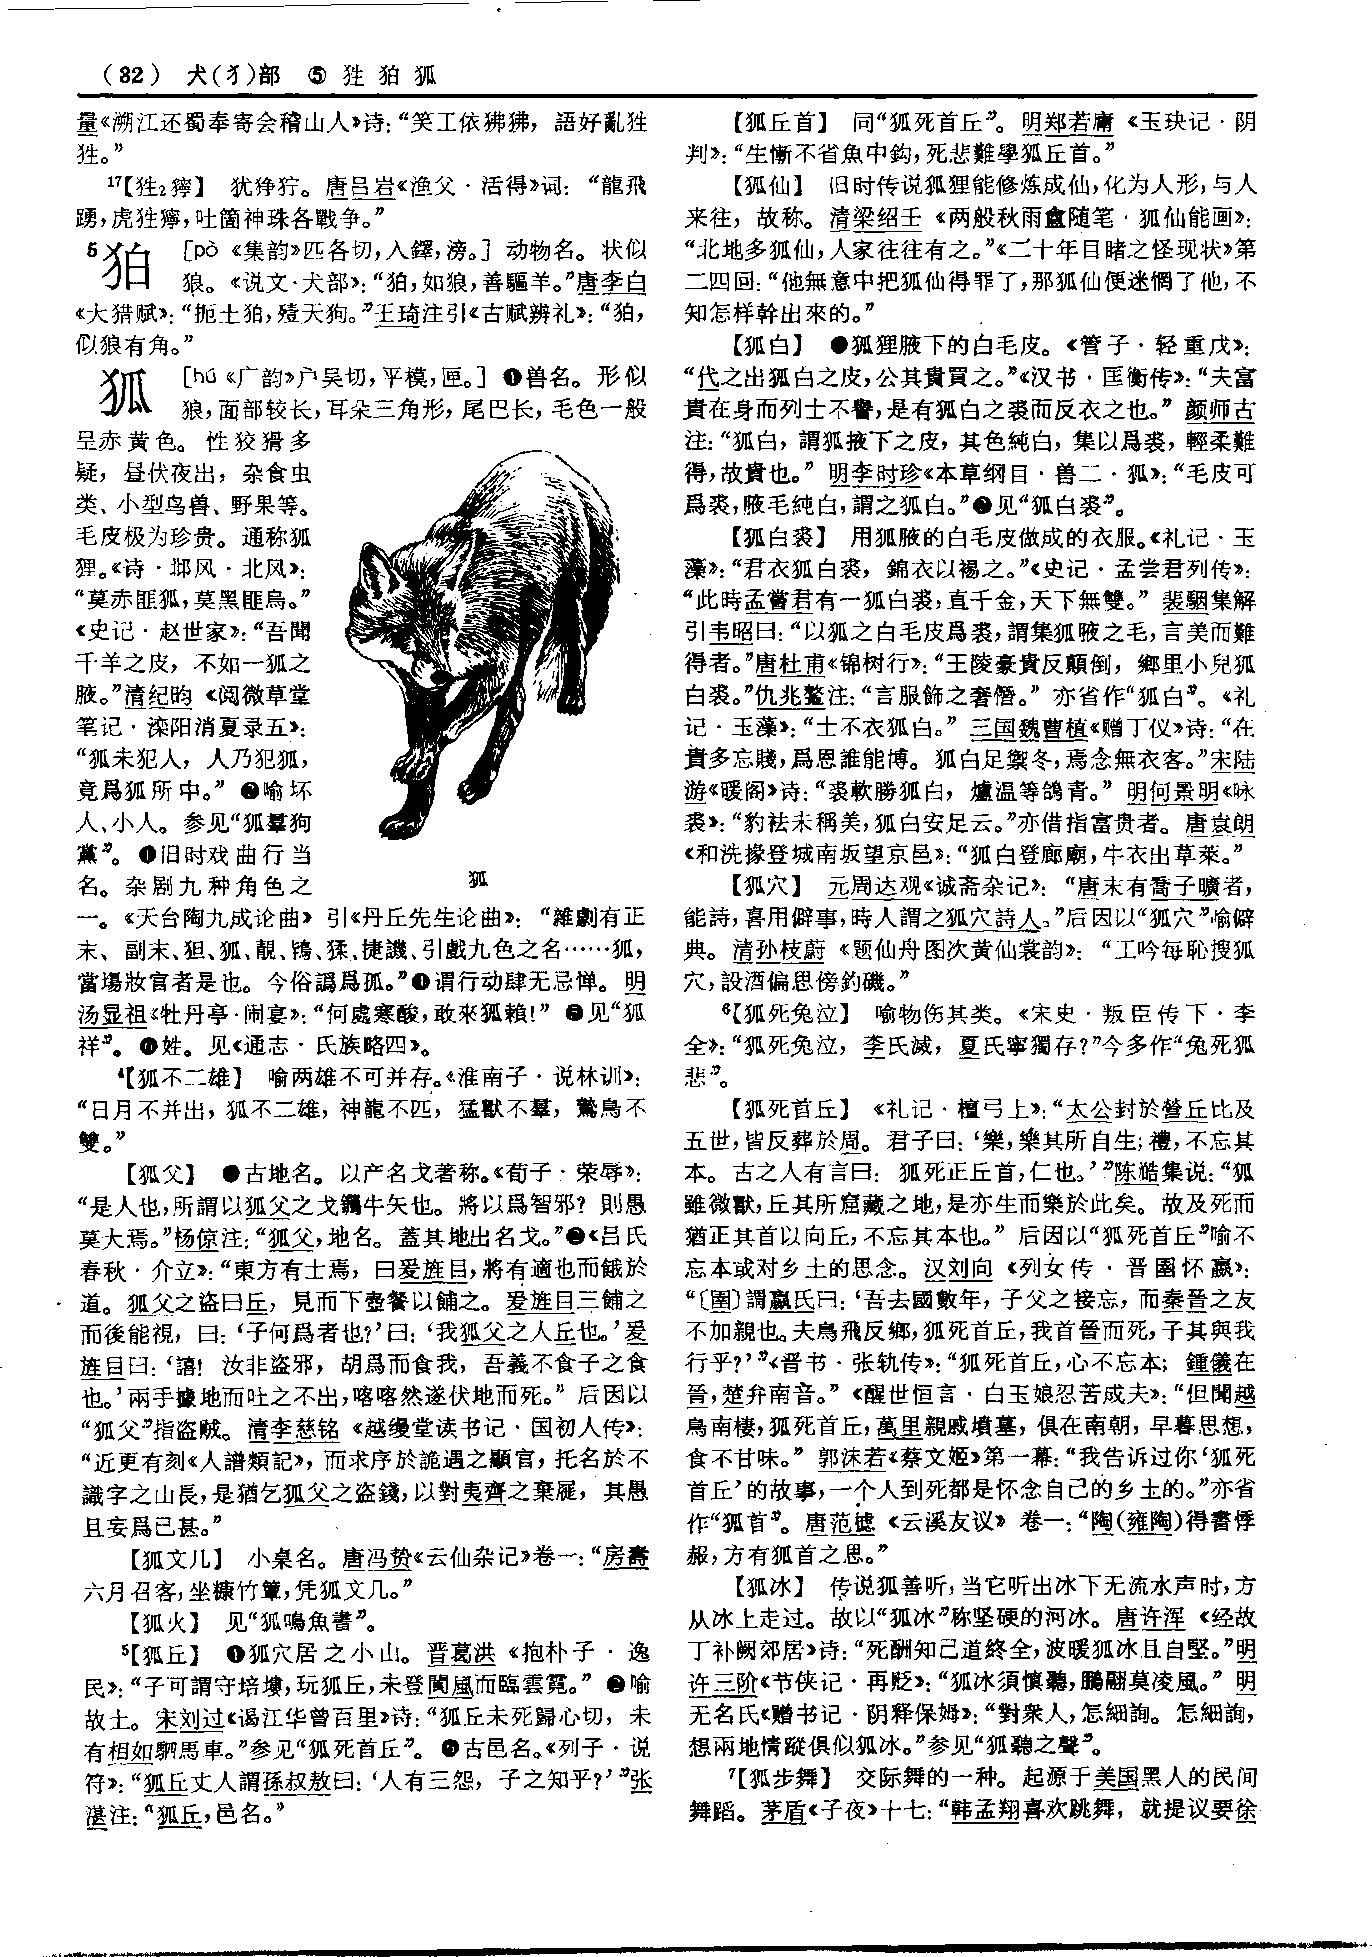 (32) 犬(犭)部 ⑤ 狌狛狐
量《溯江还蜀奉寄会稽山人》诗：“笑工依狒狒，語好亂狌
狌。”
17【狌₂獰】 犹狰狞。唐吕岩《渔父·活得》词：“龍飛
踴，虎狌獰，吐箇神珠各戰争。”
5狛 [pò《集韵》匹各切，入鐸，滂。] 动物名。状似
狼。《说文·犬部》：“狛，如狼，善驅羊。”唐李白
《大猎赋》：“扼土狛，殪天狗。”王琦注引《古赋辨礼》：“狛，
似狼有角。”
狐 [hú《广韵》户吴切，平模，匣。] ❶兽名。形似
狼，面部较长，耳朵三角形，尾巴长，毛色一般
呈赤黄色。性狡猾多
疑，昼伏夜出，杂食虫
类、小型鸟兽、野果等。
毛皮极为珍贵。通称狐
狸。《诗·邶风·北风》：
“莫赤匪狐，莫黑匪烏。”
《史记·赵世家》：“吾聞
千羊之皮，不如一狐之
腋。”清纪昀《阅微草堂
笔记·滦阳消夏录五》：
“狐未犯人，人乃犯狐，
竟爲狐所中。”❷喻坏
人、小人。参见“狐羣狗
黨”。❸旧时戏曲行当
名。杂剧九种角色之
狐
一。《天台陶九成论曲》引《丹丘先生论曲》：“雜劇有正
末、副末、狚、狐、靚、鴇、猱、捷譏、引戲九色之名……狐，
當場妝官者是也。今俗譌爲孤。”❹谓行动肆无忌惮。明
汤显祖《牡丹亭·闹宴》：“何處寒酸，敢來狐賴！”❺见“狐
祥”。❻姓。见《通志·氏族略四》。
4【狐不二雄】 喻两雄不可并存。《淮南子·说林训》：
“日月不并出，狐不二雄，神龍不匹，猛獸不羣，鷙鳥不
雙。”
【狐父】 ❶古地名。以产名戈著称。《荀子·荣辱》：
“是人也，所謂以狐父之戈钃牛矢也。將以爲智邪？則愚
莫大焉。”杨倞注：“狐父，地名。蓋其地出名戈。”❷《吕氏
春秋·介立》：“東方有士焉，曰爰旌目，將有適也而餓於
道。狐父之盗曰丘，見而下壺餐以餔之。爰旌目三餔之
而後能視，曰：‘子何爲者也？’曰：‘我狐父之人丘也。’爰
旌目曰：‘譆！汝非盗邪，胡爲而食我，吾義不食子之食
也。’兩手據地而吐之不出，喀喀然遂伏地而死。”后因以
“狐父”指盗贼。清李慈铭《越缦堂读书记·国初人传》：
“近更有刻《人譜類記》，而求序於詭遇之顯官，托名於不
識字之山長，是猶乞狐父之盗錢，以對夷齊之棄屣，其愚
且妄爲已甚。”
【狐文几】 小桌名。唐冯贽《云仙杂记》卷一：“房壽
六月召客，坐糠竹簟，凭狐文几。”
【狐火】 见“狐鳴魚書”。
5【狐丘】 ❶狐穴居之小山。晋葛洪《抱朴子·逸
民》：“子可謂守培塿，玩狐丘，未登閬風而臨雲霓。”❷喻
故土。宋刘过《谒江华曾百里》诗：“狐丘未死歸心切，未
有相如駟馬車。”参见“狐死首丘”。❸古邑名。《列子·说
符》：“狐丘丈人謂孫叔敖曰：‘人有三怨，子之知乎？’”张
湛注：“狐丘，邑名。”
【狐丘首】 同“狐死首丘”。明郑若庸《玉玦记·阴
判》：“生慚不省魚中鈎，死悲難學狐丘首。”
【狐仙】 旧时传说狐狸能修炼成仙，化为人形，与人
来往，故称。清梁绍壬《两般秋雨盦随笔·狐仙能画》：
“北地多狐仙，人家往往有之。”《二十年目睹之怪现状》第
二四回：“他無意中把狐仙得罪了，那狐仙便迷惘了他，不
知怎样幹出來的。”
【狐白】 ❶狐狸腋下的白毛皮。《管子·轻重戊》：
“代之出狐白之皮，公其貴買之。”《汉书·匡衡传》：“夫富
貴在身而列士不譽，是有狐白之裘而反衣之也。”颜师古
注：“狐白，謂狐掖下之皮，其色純白，集以爲裘，輕柔難
得，故貴也。”明李时珍《本草纲目·兽二·狐》：“毛皮可
爲裘，腋毛純白，謂之狐白。”❷见“狐白裘”。
【狐白裘】 用狐腋的白毛皮做成的衣服。《礼记·玉
藻》：“君衣狐白裘，錦衣以裼之。”《史记·孟尝君列传》：
“此時孟嘗君有一狐白裘，直千金，天下無雙。”裴駰集解
引韦昭曰：“以狐之白毛皮爲裘，謂集狐腋之毛，言美而難
得者。”唐杜甫《锦树行》：“王陵豪貴反顛倒，鄉里小兒狐
白裘。”仇兆鳌注：“言服飾之奢僭。”亦省作“狐白”。《礼
记·玉藻》：“士不衣狐白。”三国魏曹植《赠丁仪》诗：“在
貴多忘賤，爲恩誰能博。狐白足禦冬，焉念無衣客。”宋陆
游《暖阁》诗：“裘軟勝狐白，爐温等鴿青。”明何景明《咏
裘》：“豹袪未稱美，狐白安足云。”亦借指富贵者。唐袁朗
《和洗掾登城南坂望京邑》：“狐白登廊廟，牛衣出草萊。”
【狐穴】 元周达观《诚斋杂记》：“唐末有喬子曠者，
能詩，喜用僻事，時人謂之狐穴詩人。”后因以“狐穴”喻僻
典。清孙枝蔚《题仙舟图次黄仙裳韵》：“工吟每恥搜狐
穴，設酒偏思傍釣磯。”
6【狐死兔泣】 喻物伤其类。《宋史·叛臣传下·李
全》：“狐死兔泣，李氏滅，夏氏寧獨存？”今多作“兔死狐
悲”。
【狐死首丘】 《礼记·檀弓上》：“太公封於營丘比及
五世，皆反葬於周。君子曰：‘樂，樂其所自生；禮，不忘其
本。古之人有言曰：狐死正丘首，仁也。’”陈皓集说：“狐
雖微獸，丘其所窟藏之地，是亦生而樂於此矣。故及死而
猶正其首以向丘，不忘其本也。”后因以“狐死首丘”喻不
忘本或对乡土的思念。汉刘向《列女传·晋圉怀嬴》：
“〔圉〕謂嬴氏曰：‘吾去國數年，子父之接忘，而秦晉之友
不加親也。夫鳥飛反鄉，狐死首丘，我首晉而死，子其與我
行乎？’”《晋书·张轨传》：“狐死首丘，心不忘本；鍾儀在
晉，楚弁南音。”《醒世恒言·白玉娘忍苦成夫》：“但聞越
鳥南棲，狐死首丘，萬里親戚墳墓，俱在南朝，早暮思想，
食不甘味。”郭沫若《蔡文姬》第一幕：“我告诉过你‘狐死
首丘’的故事，一个人到死都是怀念自己的乡土的。”亦省
作“狐首”。唐范摅《云溪友议》卷一：“陶(雍陶)得書悸
赧，方有狐首之思。”
【狐冰】 传说狐善听，当它听出冰下无流水声时，方
从冰上走过。故以“狐冰”称坚硬的河冰。唐许浑《经故
丁补阙郊居》诗：“死酬知己道終全，波暖狐冰且自堅。”明
许三阶《节侠记·再贬》：“狐冰須慎聽，鵬翮莫凌風。”明
无名氏《赠书记·阴释保姆》：“對衆人，怎細詢。怎細詢，
想兩地情蹤俱似狐冰。”参见“狐聽之聲”。
7【狐步舞】 交际舞的一种。起源于美国黑人的民间
舞蹈。茅盾《子夜》十七：“韩孟翔喜欢跳舞，就提议要徐